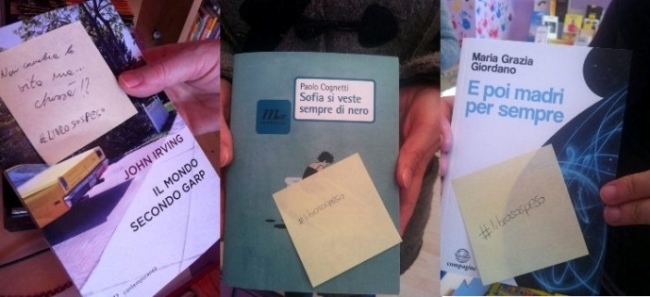 Non cambia la
vita ma...
chissà!!
#LIBROSOSPESO
JOHN IRVING
IL MONDO
SECONDO GARP
Paolo Cognetti
Sofia si veste
sempre di nero
#librosospeso
Maria Grazia
Giordano
E poi madri
per sempre
#librosospeso
compagine